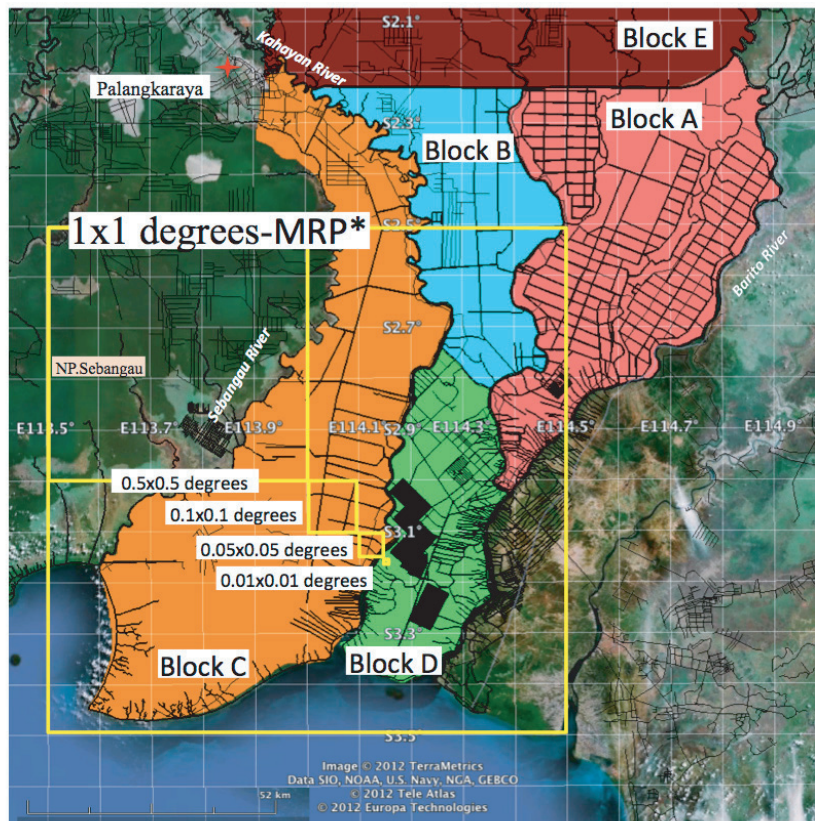 S2.1°
Block E
Kahayan River
Palangkaraya
S2.3°
Block A
Block B
S2.5°
1x1 degrees-MRP*
Barito River
S2.7°
NP.Sebangau
Sebangau River
E113.5°
E113.7°
E113.9°
E114.1°
S2.9°
E114.3°
E114.5°
E114.7°
E114.9°
0.5x0.5 degrees
0.1x0.1 degrees
S3.1°
0.05x0.05 degrees
0.01x0.01 degrees
S3.3°
Block C
Block D
S3.5°
Image © 2012 TerraMetrics
Data SIO, NOAA, U.S. Navy, NGA, GEBCO
52 km
© 2012 Tele Atlas
© 2012 Europa Technologies